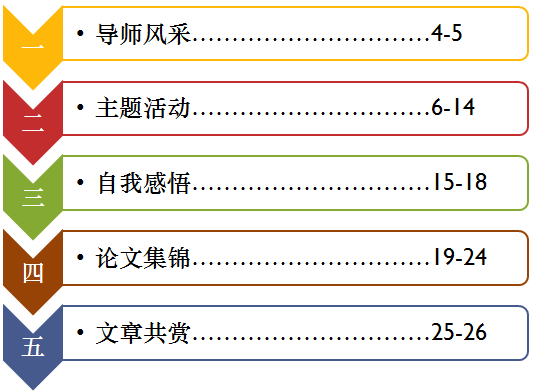 一 • 导师风采…………………………4-5
二 • 主题活动…………………………6-14
三 • 自我感悟…………………………15-18
四 • 论文集锦…………………………19-24
五 • 文章共赏…………………………25-26